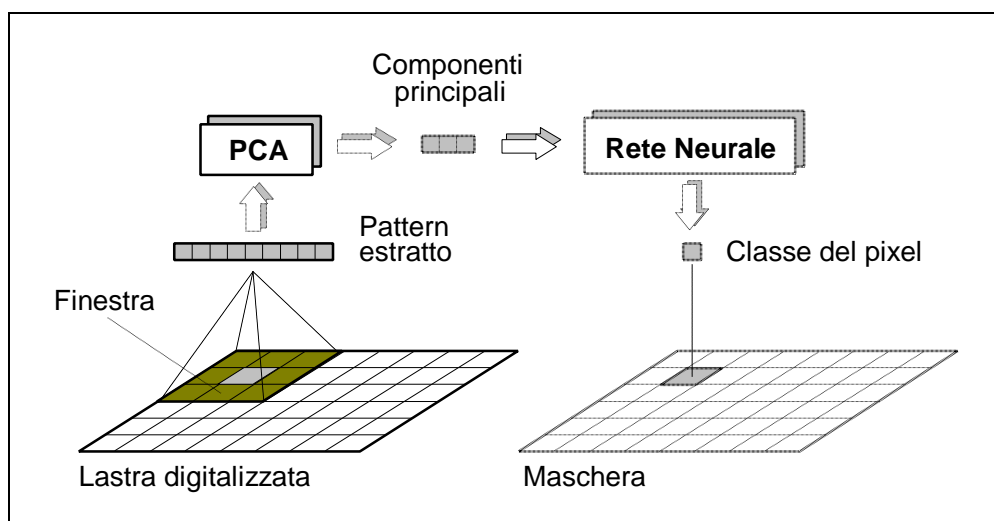 Componenti
principali
PCA
Rete Neurale
Pattern
estratto
Classe del pixel
Finestra
Lastra digitalizzata
Maschera